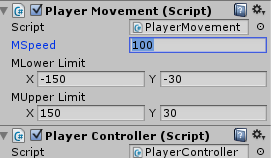 Player Movement (Script)
Script PlayerMovement
MSpeed 100
MLower Limit
X -150 Y -30
MUpper Limit
X 150 Y 30
Player Controller (Script)
Script PlayerController